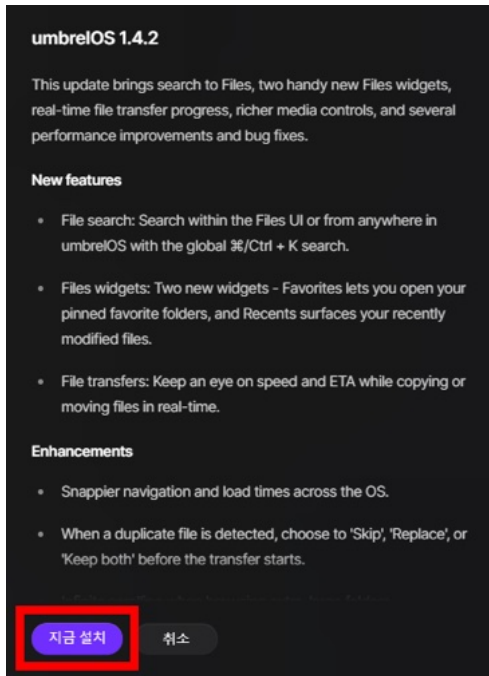 umbrelOS 1.4.2
This update brings search to Files, two handy new Files widgets,
real-time file transfer progress, richer media controls, and several
performance improvements and bug fixes.
New features
• File search: Search within the Files UI or from anywhere in
umbrelOS with the global ⌘/Ctrl + K search.
• Files widgets: Two new widgets - Favorites lets you open your
pinned favorite folders, and Recents surfaces your recently
modified files.
• File transfers: Keep an eye on speed and ETA while copying or
moving files in real-time.
Enhancements
• Snappier navigation and load times across the OS.
• When a duplicate file is detected, choose to 'Skip', 'Replace', or
'Keep both' before the transfer starts.
지금 설치 취소